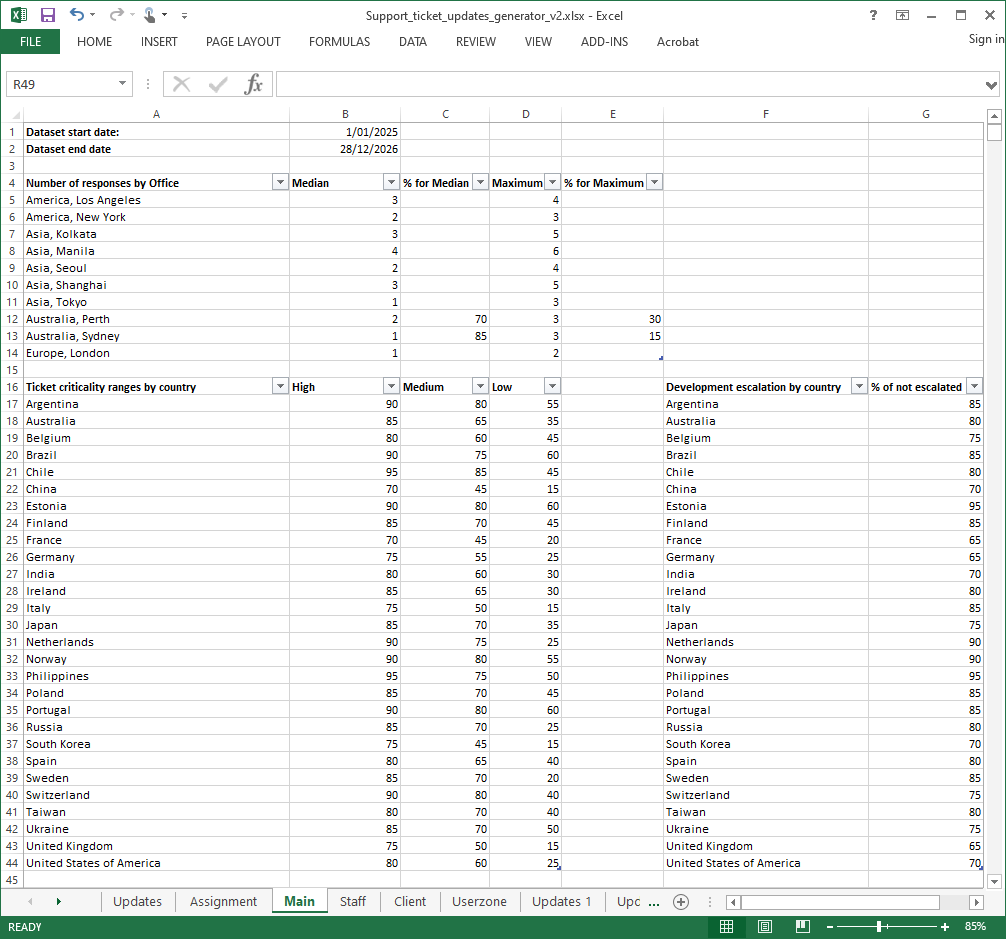 Support_ticket_updates_generator_v2.xlsx - Excel
FILE HOME INSERT PAGE LAYOUT FORMULAS DATA REVIEW VIEW ADD-INS Acrobat Sign in
R49 fx
A B C D E F G
1 Dataset start date: 1/01/2025
2 Dataset end date 28/12/2026
3
4 Number of responses by Office Median % for Median Maximum % for Maximum
5 America, Los Angeles 3 4
6 America, New York 2 3
7 Asia, Kolkata 3 5
8 Asia, Manila 4 6
9 Asia, Seoul 2 4
10 Asia, Shanghai 3 5
11 Asia, Tokyo 1 3
12 Australia, Perth 2 70 3 30
13 Australia, Sydney 1 85 3 15
14 Europe, London 1 2
15
16 Ticket criticality ranges by country High Medium Low Development escalation by country % of not escalated
17 Argentina 90 80 55 Argentina 85
18 Australia 85 65 35 Australia 80
19 Belgium 80 60 45 Belgium 75
20 Brazil 90 75 60 Brazil 85
21 Chile 95 85 45 Chile 80
22 China 70 45 15 China 70
23 Estonia 90 80 60 Estonia 95
24 Finland 85 70 45 Finland 85
25 France 70 45 20 France 65
26 Germany 75 55 25 Germany 65
27 India 80 60 30 India 70
28 Ireland 85 65 30 Ireland 80
29 Italy 75 50 15 Italy 85
30 Japan 85 70 35 Japan 75
31 Netherlands 90 75 25 Netherlands 90
32 Norway 90 80 55 Norway 90
33 Philippines 95 75 50 Philippines 95
34 Poland 85 70 45 Poland 85
35 Portugal 90 80 60 Portugal 85
36 Russia 85 70 25 Russia 80
37 South Korea 75 45 15 South Korea 70
38 Spain 80 65 40 Spain 80
39 Sweden 85 70 20 Sweden 85
40 Switzerland 90 80 40 Switzerland 75
41 Taiwan 80 70 40 Taiwan 80
42 Ukraine 85 70 50 Ukraine 75
43 United Kingdom 75 50 15 United Kingdom 65
44 United States of America 80 60 25 United States of America 70
45
Updates Assignment Main Staff Client Userzone Updates 1 Upc ...
READY 85%